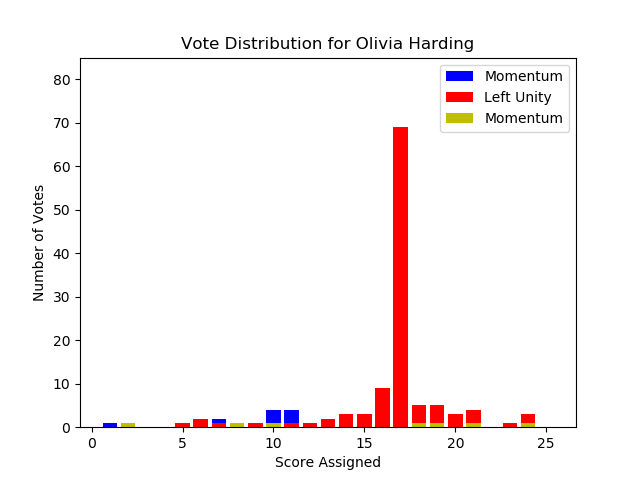 Vote Distribution for Olivia Harding
Momentum
Left Unity
Momentum
Number of Votes
80
70
60
50
40
30
20
10
0
0 5 10 15 20 25
Score Assigned